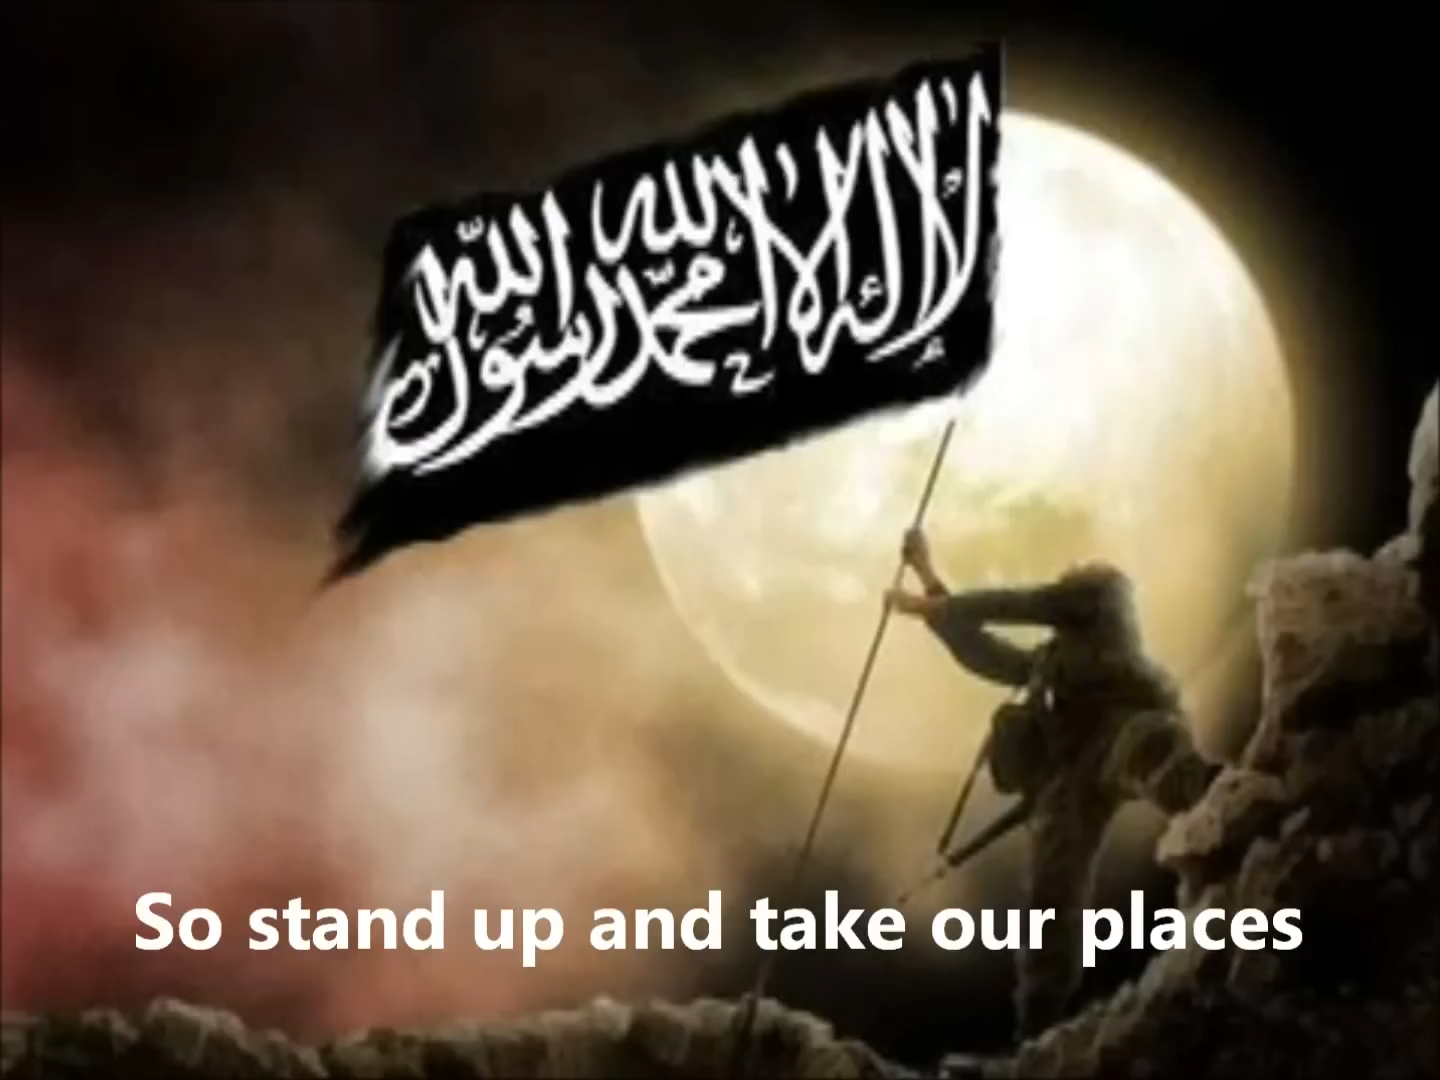 لا إله إلا الله
محمد رسول الله
So stand up and take our places